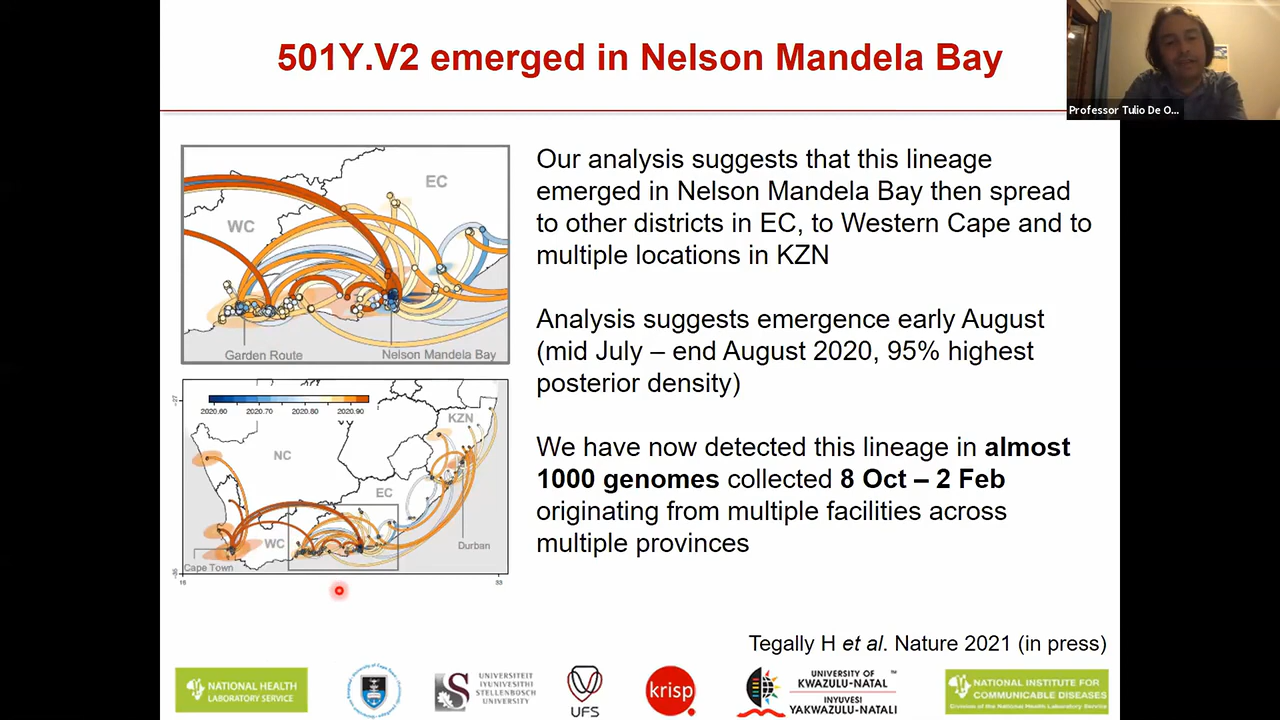 501Y.V2 emerged in Nelson Mandela Bay
Professor Tulio De O...
EC
WC
Garden Route
Nelson Mandela Bay
Our analysis suggests that this lineage
emerged in Nelson Mandela Bay then spread
to other districts in EC, to Western Cape and to
multiple locations in KZN
Analysis suggests emergence early August
(mid July – end August 2020, 95% highest
posterior density)
We have now detected this lineage in almost
1000 genomes collected 8 Oct – 2 Feb
originating from multiple facilities across
multiple provinces
-27
2020.60 2020.70 2020.80 2020.90
KZN
NC
EC
WC
Durban
Cape Town
-35
16 33
Tegally H et al. Nature 2021 (in press)
NATIONAL HEALTH
LABORATORY SERVICE
UNIVERSITEIT
IYUNIVESITHI
STELLENBOSCH
UNIVERSITY
UFS
krisp
UNIVERSITY OF
KWAZULU-NATAL
INYUVESI
YAKWAZULU-NATALI
NATIONAL INSTITUTE FOR
COMMUNICABLE DISEASES
Division of the National Health Laboratory Service